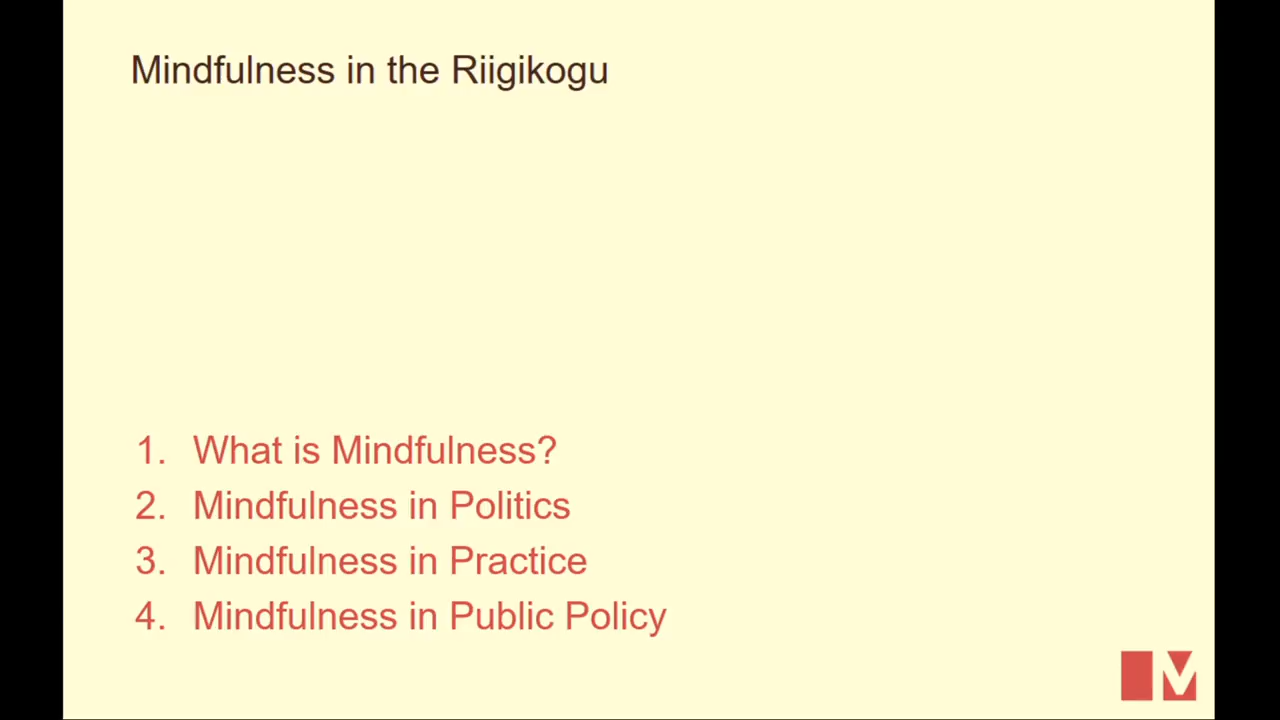 Mindfulness in the Riigikogu
1. What is Mindfulness?
2. Mindfulness in Politics
3. Mindfulness in Practice
4. Mindfulness in Public Policy